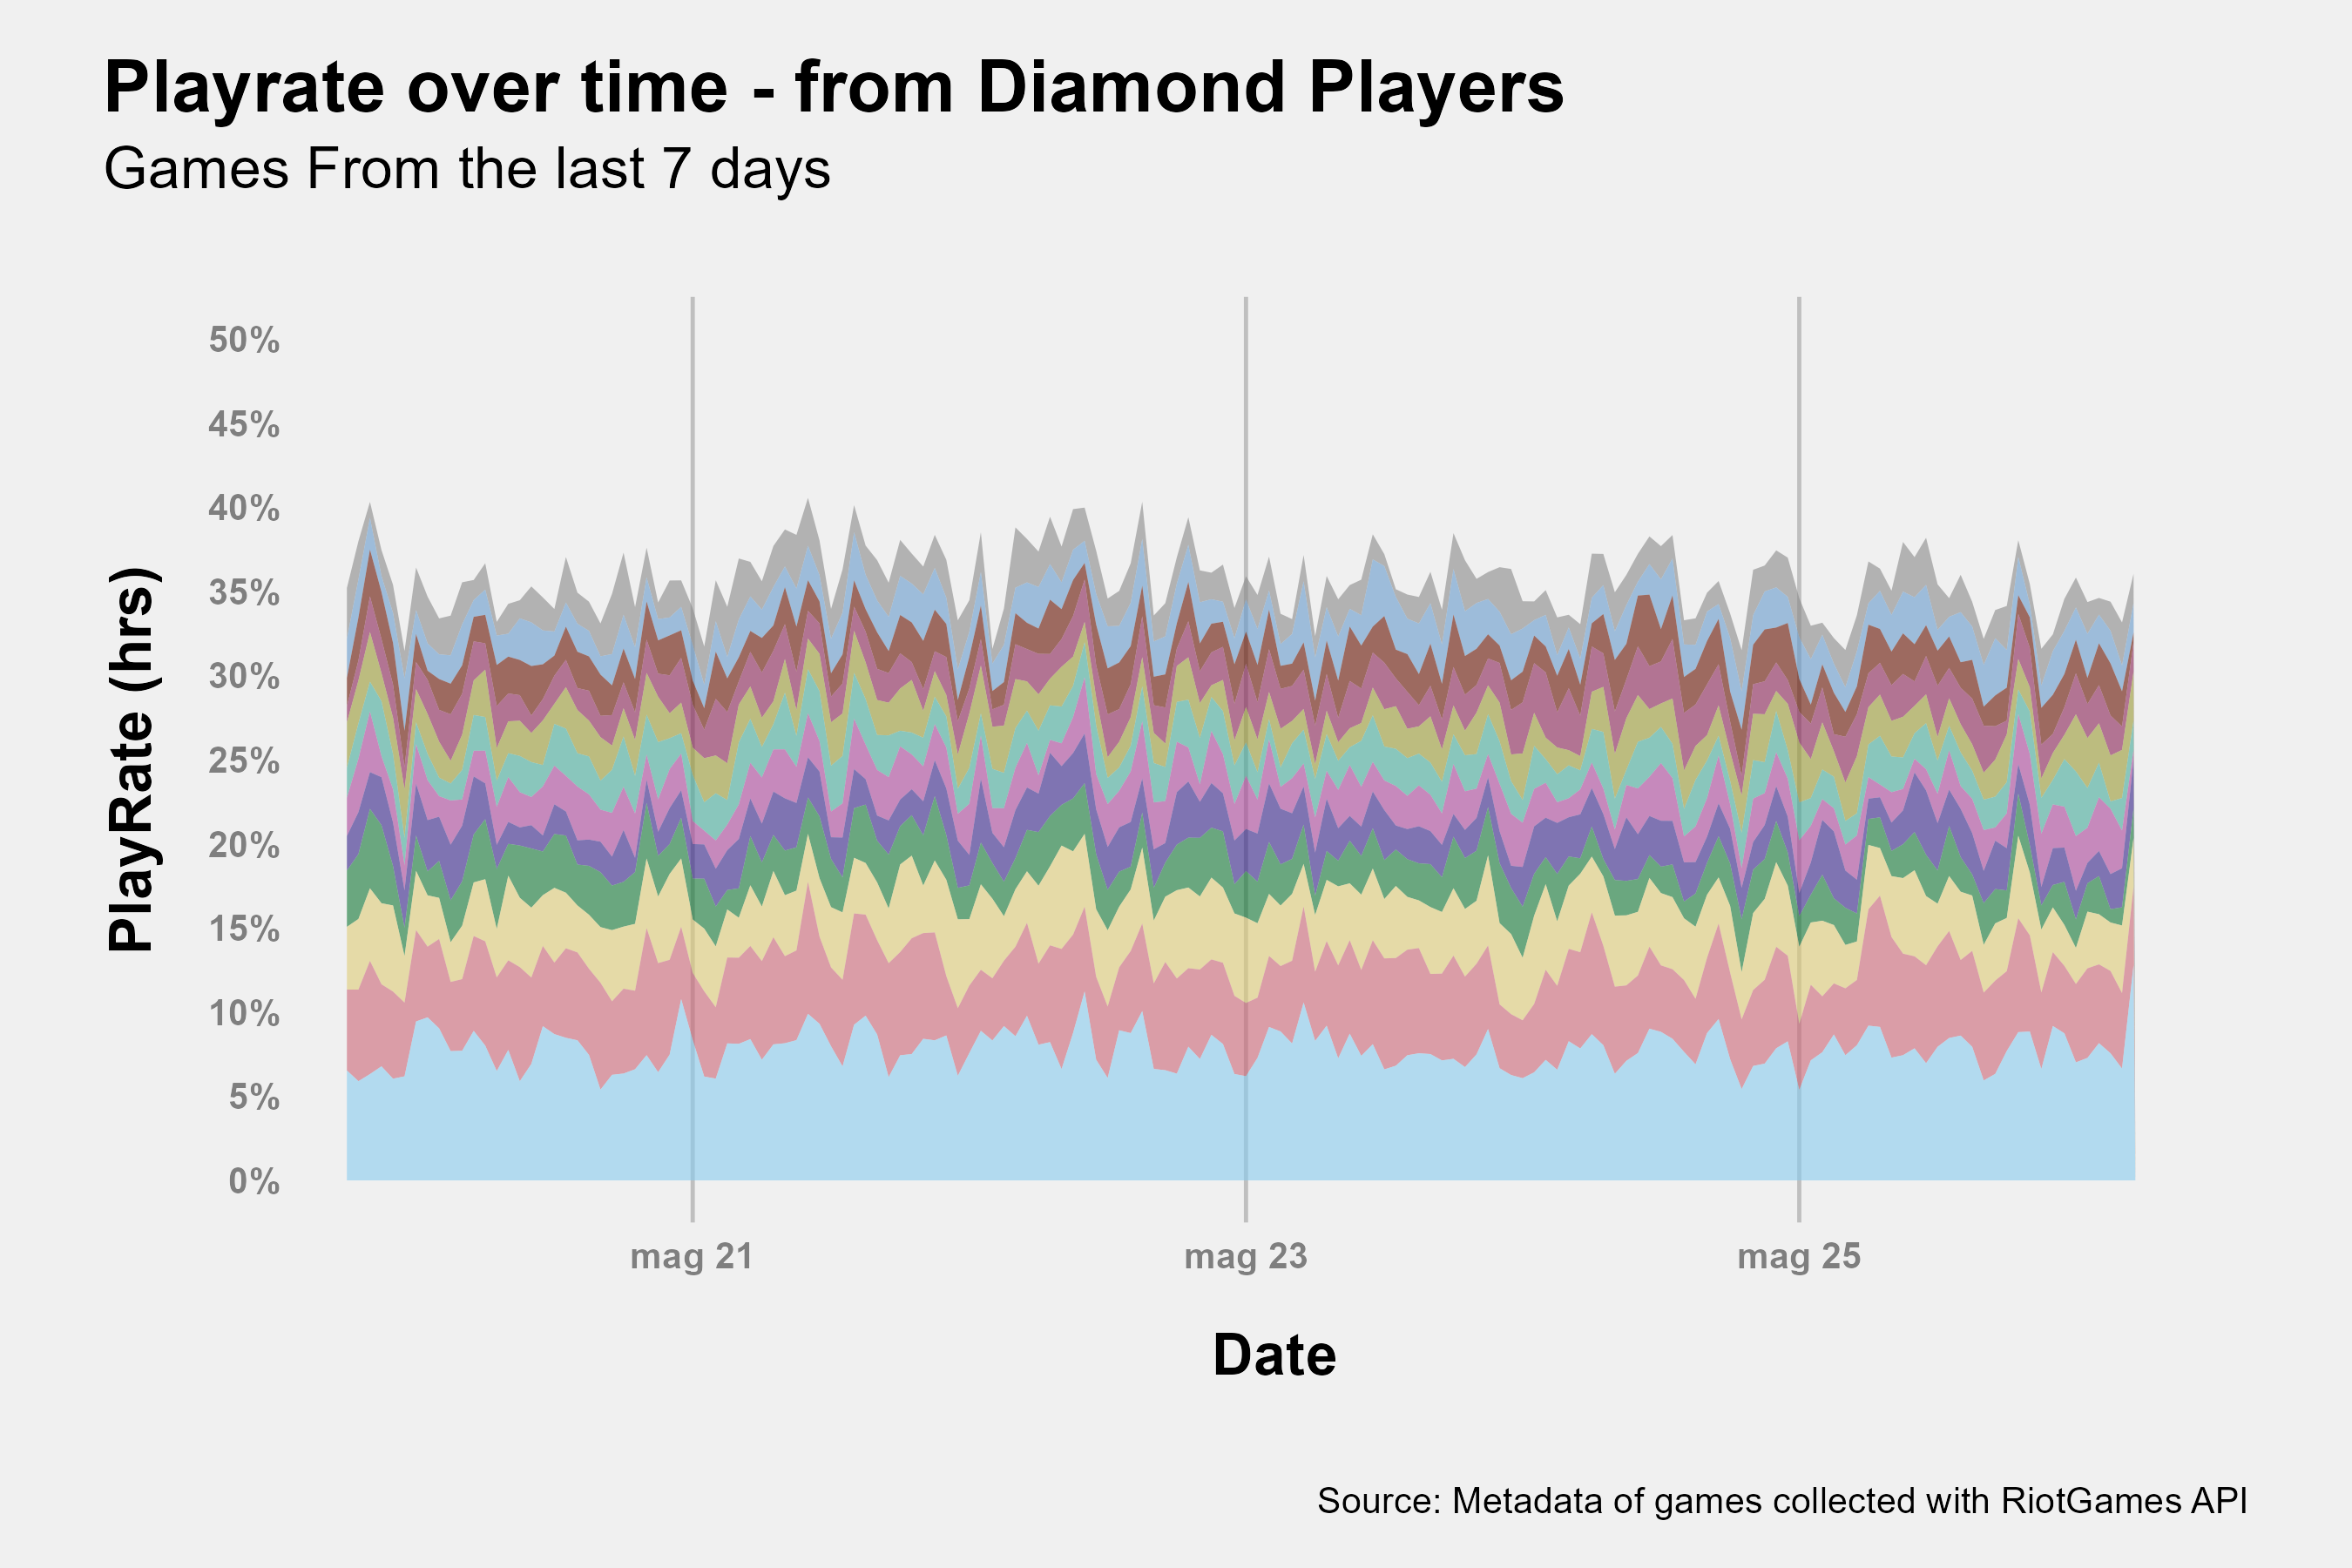 Playrate over time - from Diamond Players
Games From the last 7 days
PlayRate (hrs)
50%
45%
40%
35%
30%
25%
20%
15%
10%
5%
0%
mag 21
mag 23
mag 25
Date
Source: Metadata of games collected with RiotGames API